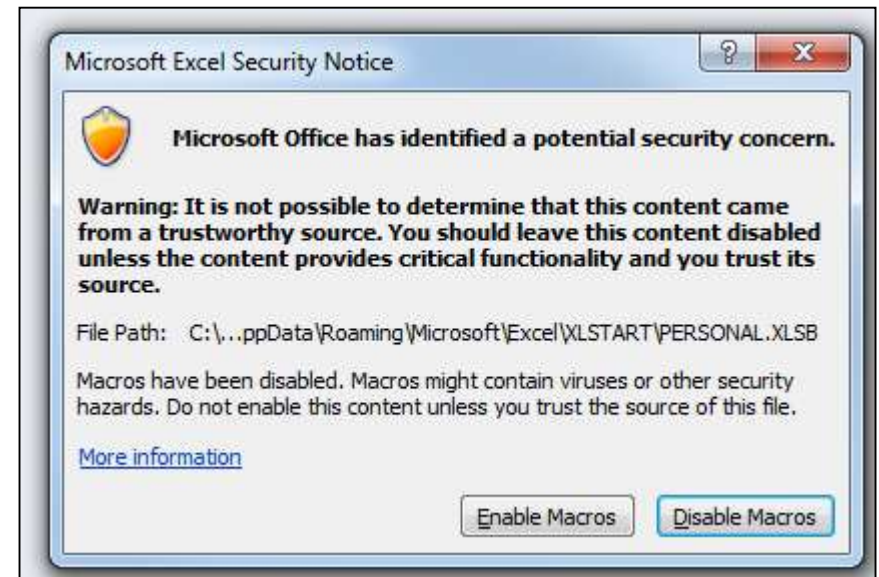 Microsoft Excel Security Notice
Microsoft Office has identified a potential security concern.
Warning: It is not possible to determine that this content came
from a trustworthy source. You should leave this content disabled
unless the content provides critical functionality and you trust its
source.
File Path: C:\...ppData\Roaming\Microsoft\Excel\XLSTART\PERSONAL.XLSB
Macros have been disabled. Macros might contain viruses or other security
hazards. Do not enable this content unless you trust the source of this file.
More information
Enable Macros Disable Macros